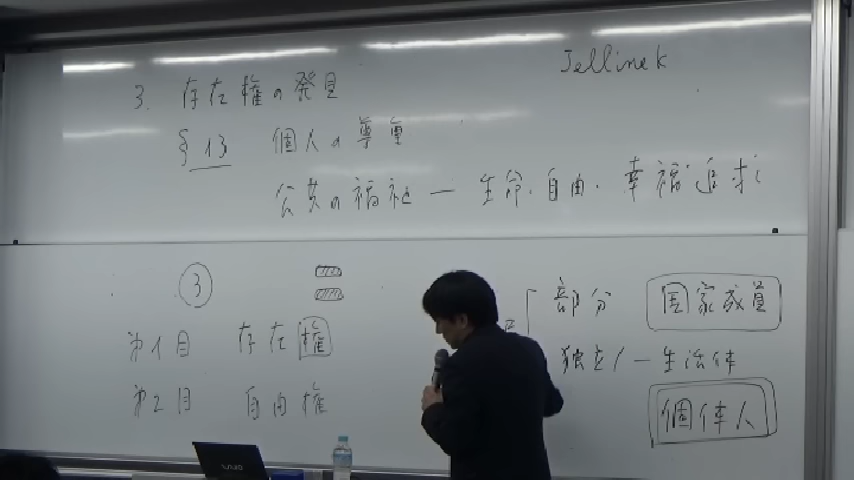 Jellinek
3. 存在権の発見
§13 個人の尊重
公共の福祉 ― 生命・自由・幸福追求
③
第1目 存在権
第2目 自由権
部分 国家成員
独立/一生活体
個体人
VAIO